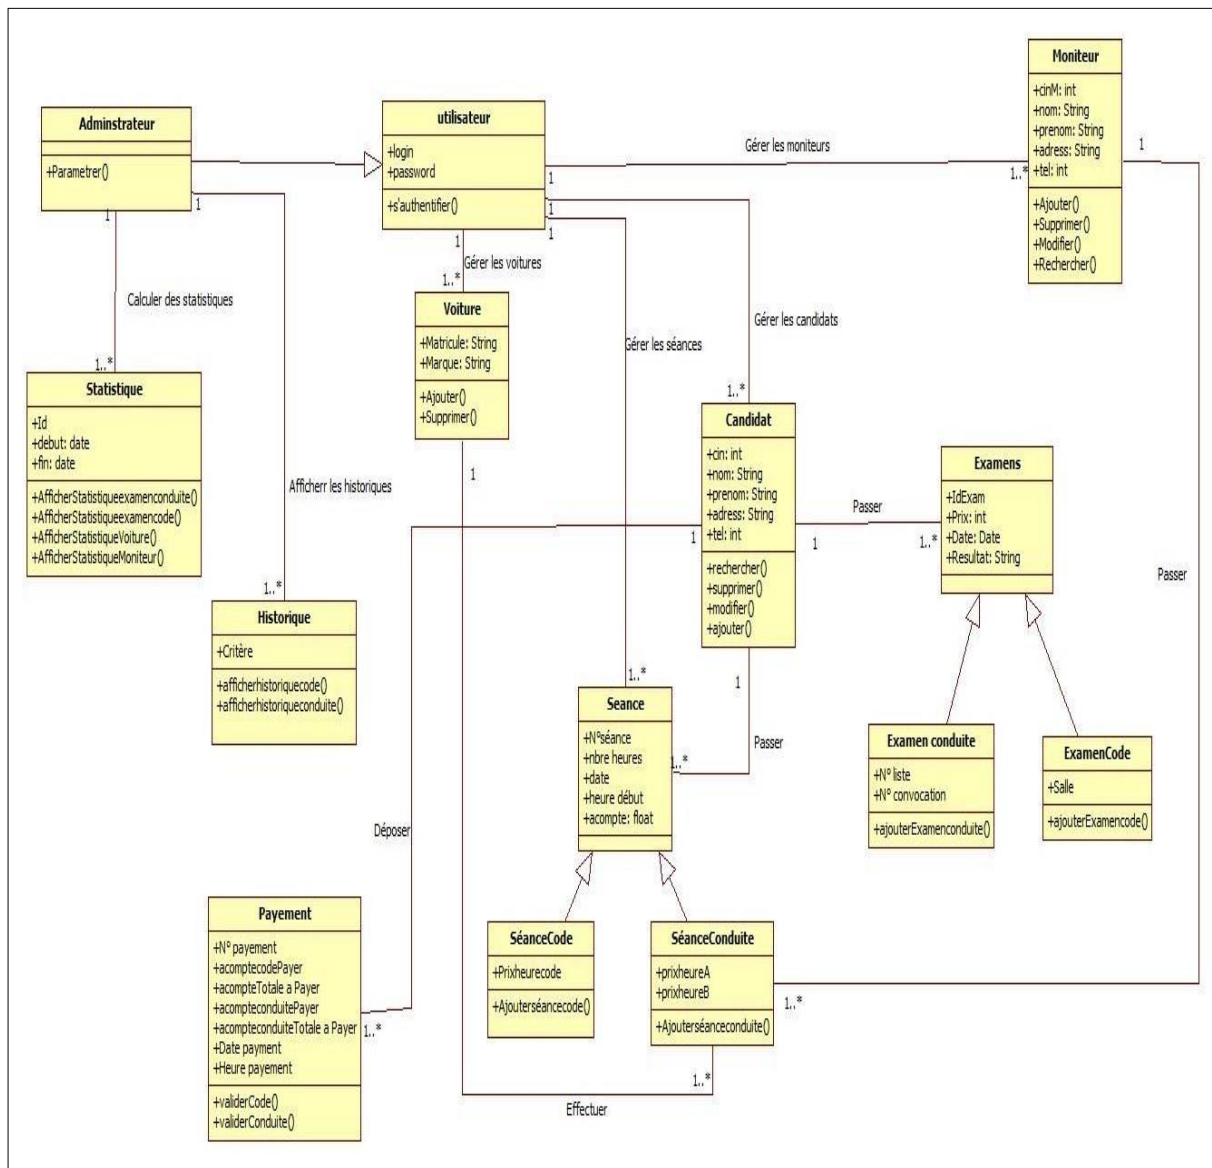 Adminstrateur
+Parametrer()
1
1
utilisateur
+login
+password
+s'authentifier()
1
1
1
1
Gérer les moniteurs
1..*
Moniteur
+cinM: int
+nom: String
+prenom: String
+adress: String
+tel: int
+Ajouter()
+Supprimer()
+Modifier()
+Rechercher()
1
Gérer les voitures
1..*
Voiture
+Matricule: String
+Marque: String
+Ajouter()
+Supprimer()
1
Calculer des statistiques
1..*
Statistique
+Id
+debut: date
+fin: date
+AfficherStatistiqueexamenconduite()
+AfficherStatistiqueexamencode()
+AfficherStatistiqueVoiture()
+AfficherStatistiqueMoniteur()
Afficherr les historiques
1..*
Historique
+Critère
+afficherhistoriquecode()
+afficherhistoriqueconduite()
Gérer les séances
Gérer les candidats
1..*
Candidat
+cin: int
+nom: String
+prenom: String
+adress: String
+tel: int
+rechercher()
+supprimer()
+modifier()
+ajouter()
1
Passer
1
1..*
Examens
+IdExam
+Prix: int
+Date: Date
+Resultat: String
Passer
1
Passer
1..*
1..*
Seance
+N°séance
+nbre heures
+date
+heure début
+acompte: float
Examen conduite
+N° liste
+N° convocation
+ajouterExamenconduite()
ExamenCode
+Salle
+ajouterExamencode()
Déposer
Payement
+N° payement
+acomptecodePayer
+acompteTotale a Payer
+acompteconduitePayer
+acompteconduiteTotale a Payer
+Date payment
+Heure payement
+validerCode()
+validerConduite()
1..*
SéanceCode
+Prixheurecode
+Ajouterséancecode()
SéanceConduite
+prixheureA
+prixheureB
+Ajouterséanceconduite()
1..*
1..*
Effectuer